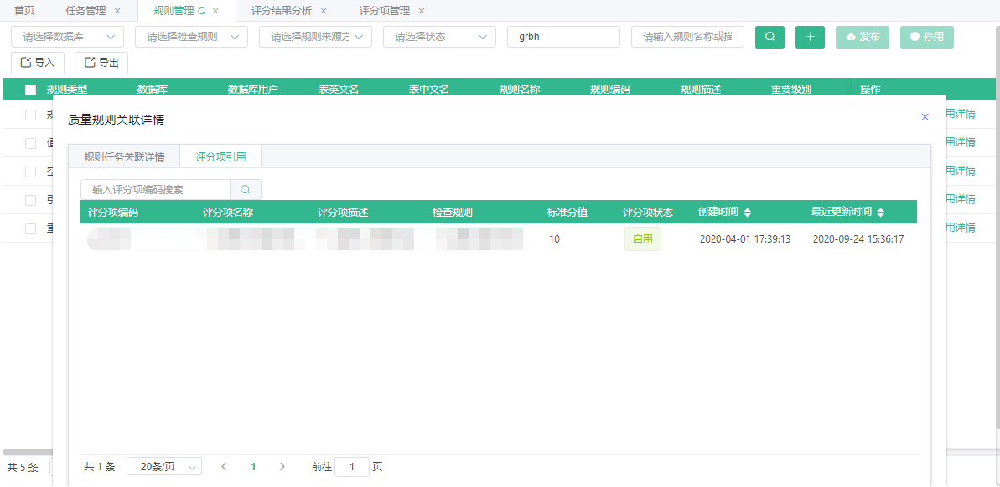 首页 任务管理 规则管理 评分结果分析 评分项管理
请选择数据库 请选择检查规则 请选择规则来源方 请选择状态 grbh 请输入规则名称或描 发布 停用
导入 导出
规则类型 数据库 数据库用户 表英文名 表中文名 规则名称 规则编码 规则描述 重要级别 操作
质量规则关联详情
用详情
用详情
用详情
用详情
用详情
规则任务关联详情 评分项引用
输入评分项编码搜索
评分项编码 评分项名称 评分项描述 检查规则 标准分值 评分项状态 创建时间 最近更新时间
10 启用 2020-04-01 17:39:13 2020-09-24 15:36:17
共 1 条 20条/页 1 前往 1 页
共 5 条